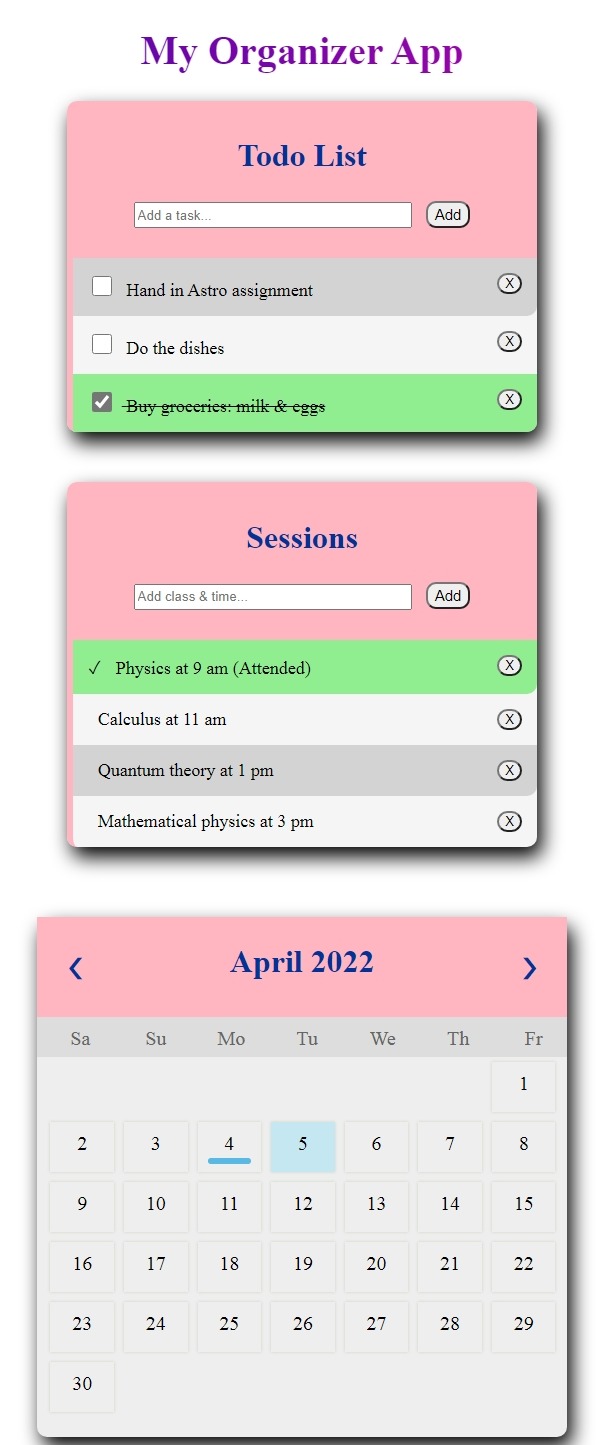 My Organizer App
Todo List
Add a task... Add
Hand in Astro assignment X
Do the dishes X
Buy groceries: milk & eggs X
Sessions
Add class & time... Add
✓ Physics at 9 am (Attended) X
Calculus at 11 am X
Quantum theory at 1 pm X
Mathematical physics at 3 pm X
‹ April 2022 ›
Sa Su Mo Tu We Th Fr
1
2 3 4 5 6 7 8
9 10 11 12 13 14 15
16 17 18 19 20 21 22
23 24 25 26 27 28 29
30